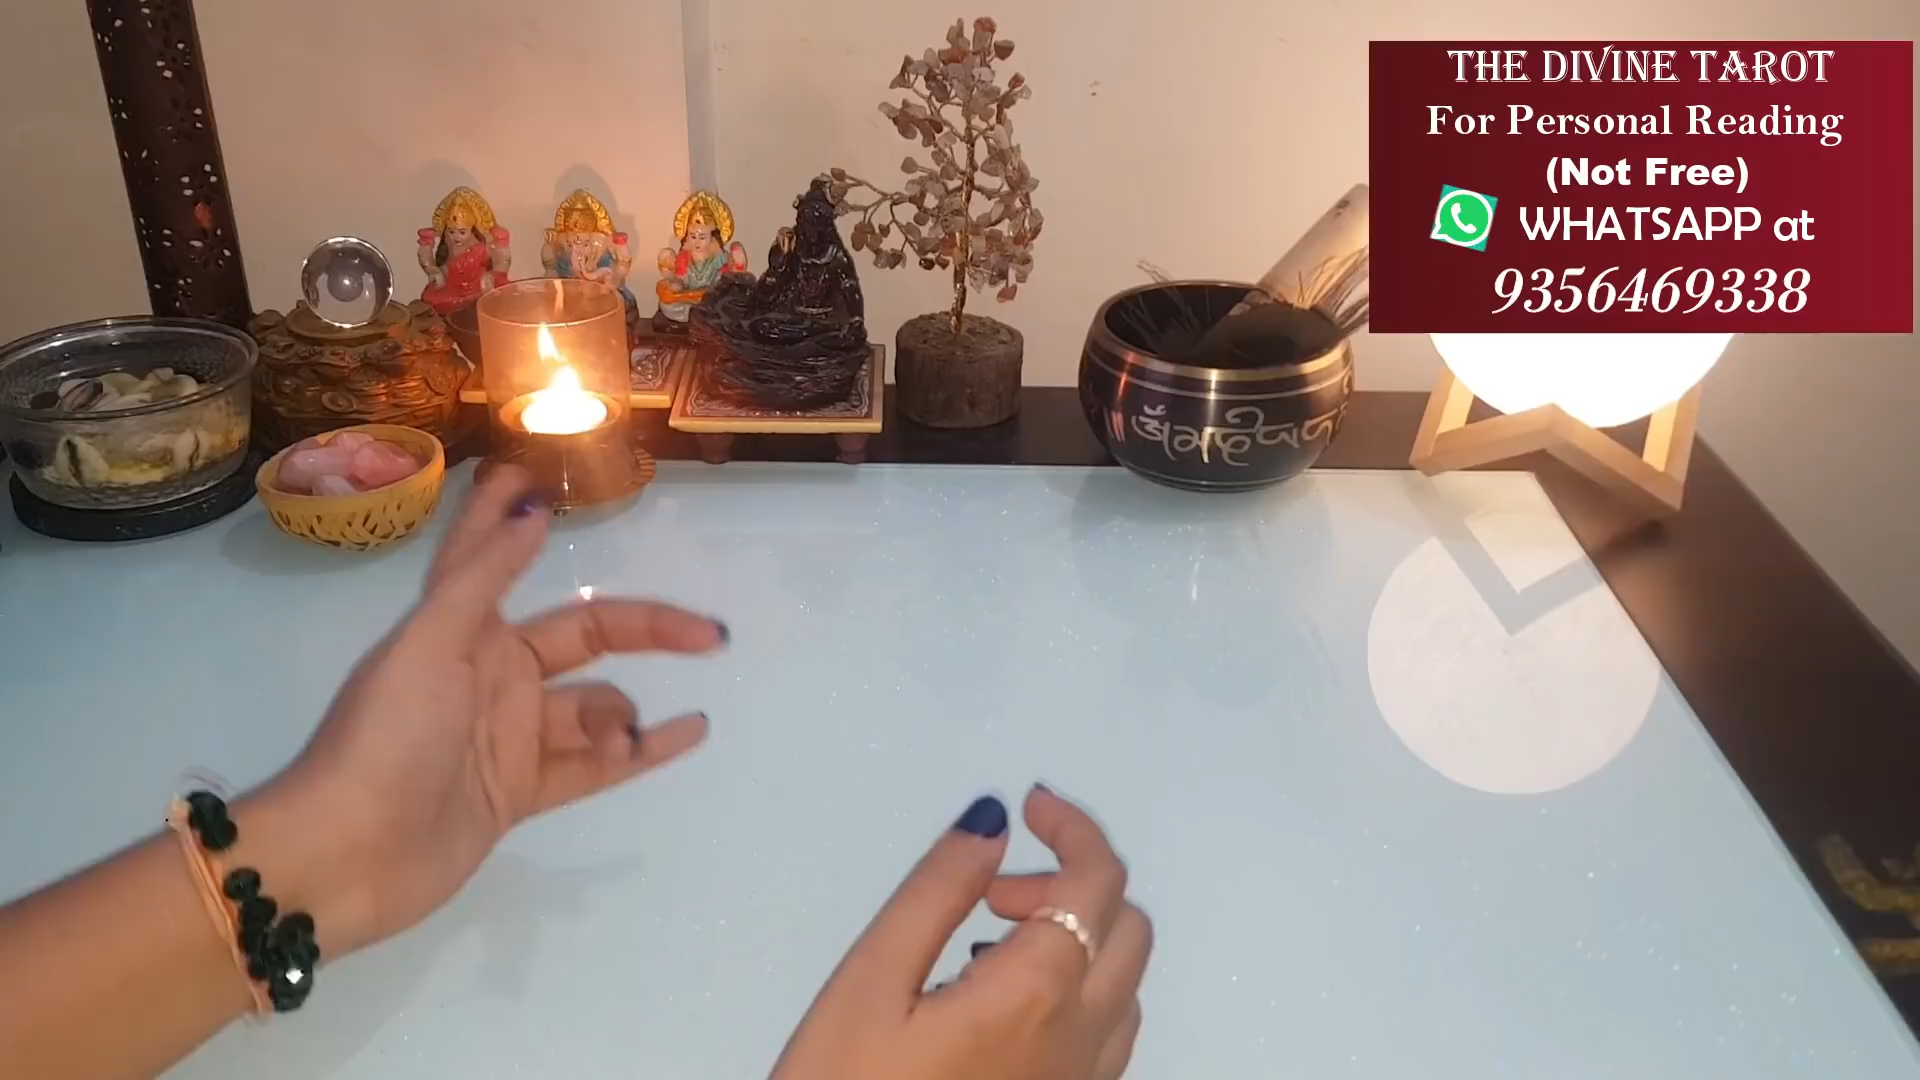 THE DIVINE TAROT
For Personal Reading
(Not Free)
WHATSAPP at
9356469338